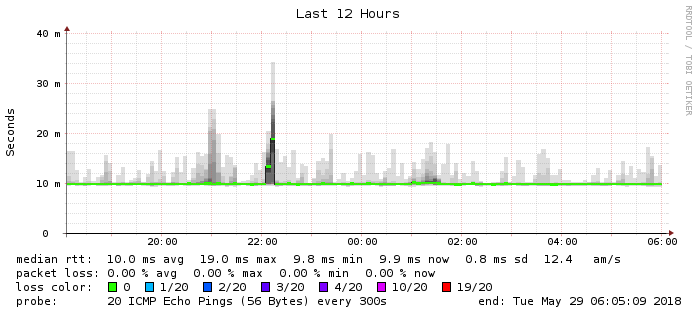 Last 12 Hours
RRDTOOL / TOBI OETIKER
Seconds
40 m
30 m
20 m
10 m
0
20:00 22:00 00:00 02:00 04:00 06:00
median rtt: 10.0 ms avg 19.0 ms max 9.8 ms min 9.9 ms now 0.8 ms sd 12.4 am/s
packet loss: 0.00 % avg 0.00 % max 0.00 % min 0.00 % now
loss color: 0 1/20 2/20 3/20 4/20 10/20 19/20
probe: 20 ICMP Echo Pings (56 Bytes) every 300s end: Tue May 29 06:05:09 2018